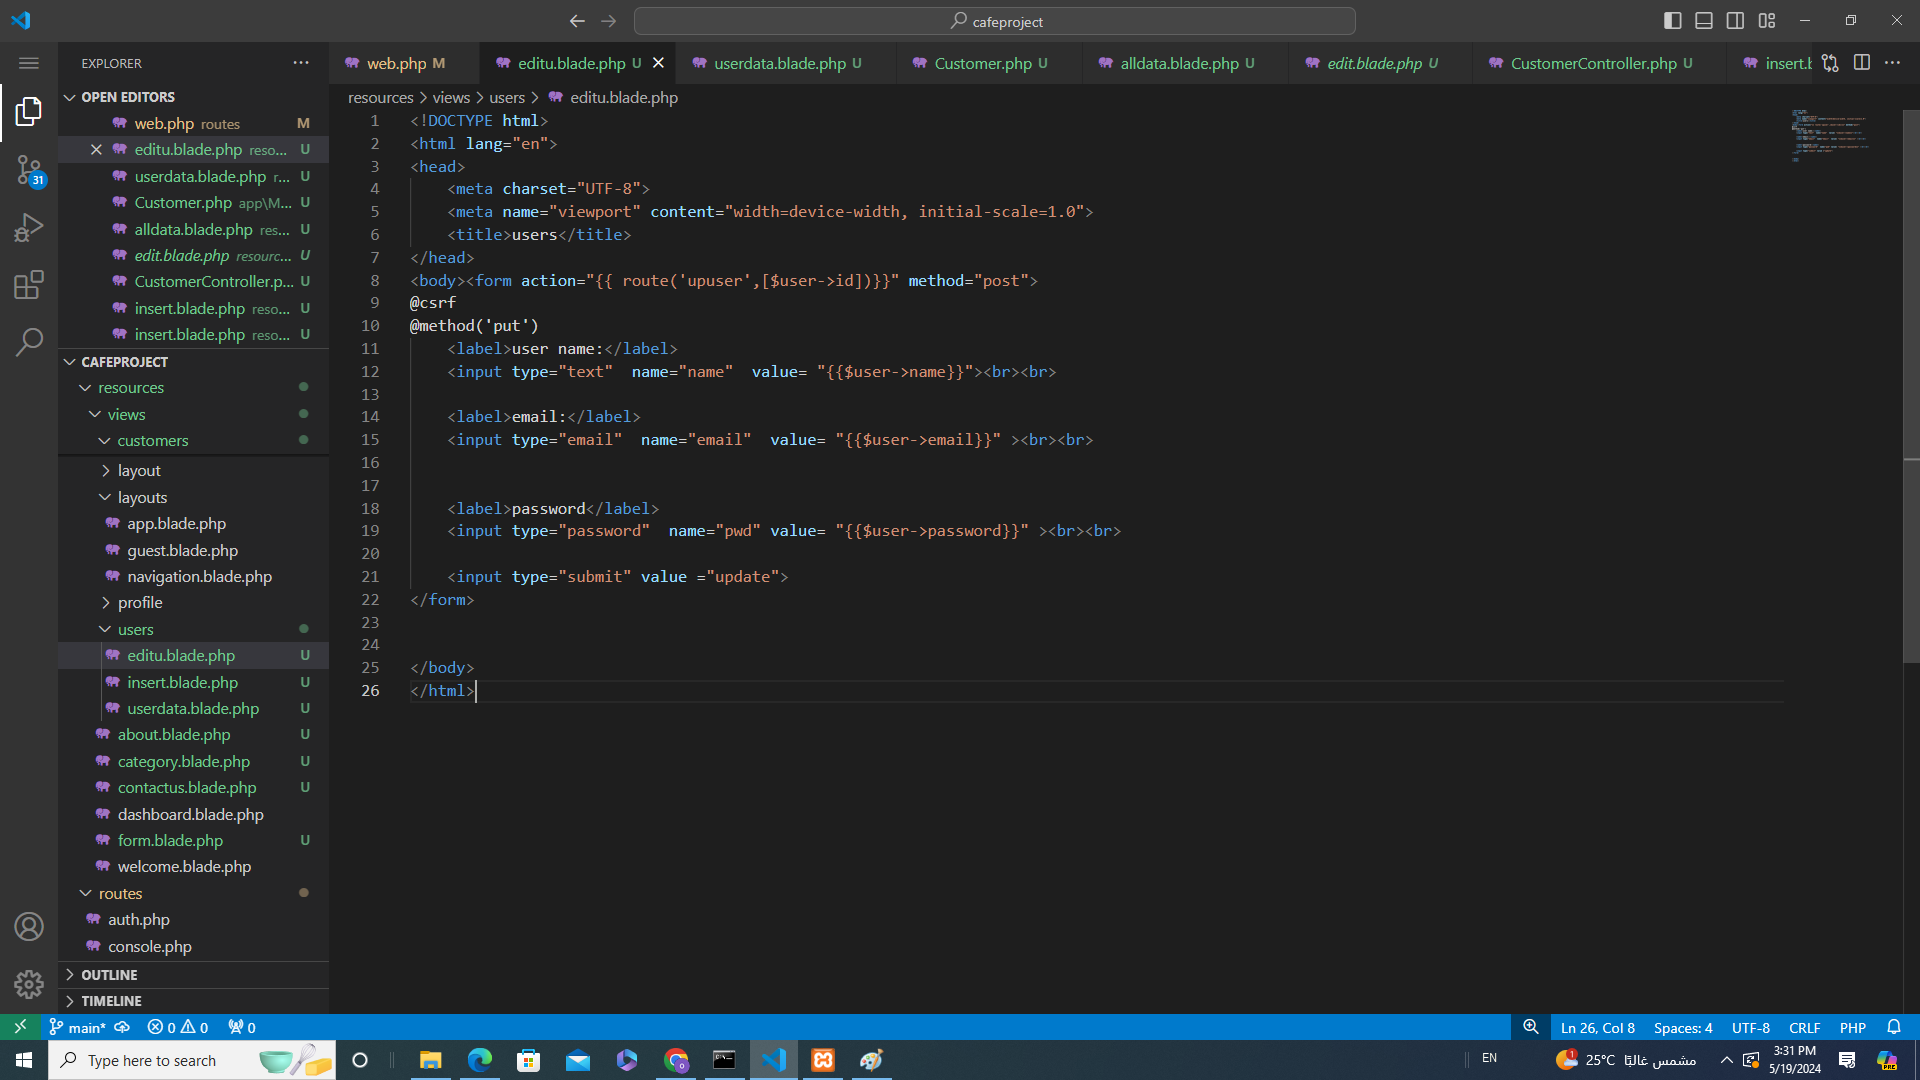 cafeproject
EXPLORER
web.php M
editu.blade.php U
userdata.blade.php U
Customer.php U
alldata.blade.php U
edit.blade.php U
CustomerController.php U
insert.b
OPEN EDITORS
web.php routes M
editu.blade.php reso... U
userdata.blade.php r... U
Customer.php app\M... U
alldata.blade.php res... U
edit.blade.php resourc... U
CustomerController.p... U
insert.blade.php reso... U
insert.blade.php reso... U
CAFEPROJECT
resources
views
customers
layout
layouts
app.blade.php
guest.blade.php
navigation.blade.php
profile
users
editu.blade.php U
insert.blade.php U
userdata.blade.php U
about.blade.php U
category.blade.php U
contactus.blade.php U
dashboard.blade.php
form.blade.php U
welcome.blade.php
routes
auth.php
console.php
OUTLINE
TIMELINE
31
resources > views > users > editu.blade.php
1 <!DOCTYPE html>
2 <html lang="en">
3 <head>
4 <meta charset="UTF-8">
5 <meta name="viewport" content="width=device-width, initial-scale=1.0">
6 <title>users</title>
7 </head>
8 <body><form action="{{ route('upuser',[$user->id])}}" method="post">
9 @csrf
10 @method('put')
11 <label>user name:</label>
12 <input type="text"  name="name"  value= "{{$user->name}}"><br><br>
13
14 <label>email:</label>
15 <input type="email"  name="email"  value= "{{$user->email}}" ><br><br>
16
17
18 <label>password</label>
19 <input type="password"  name="pwd" value= "{{$user->password}}" ><br><br>
20
21 <input type="submit" value ="update">
22 </form>
23
24
25 </body>
26 </html>
main* 0 0 0
Ln 26, Col 8 Spaces: 4 UTF-8 CRLF PHP
Type here to search
EN
1
25°C مشمس غالبًا
3:31 PM
5/19/2024
PRE